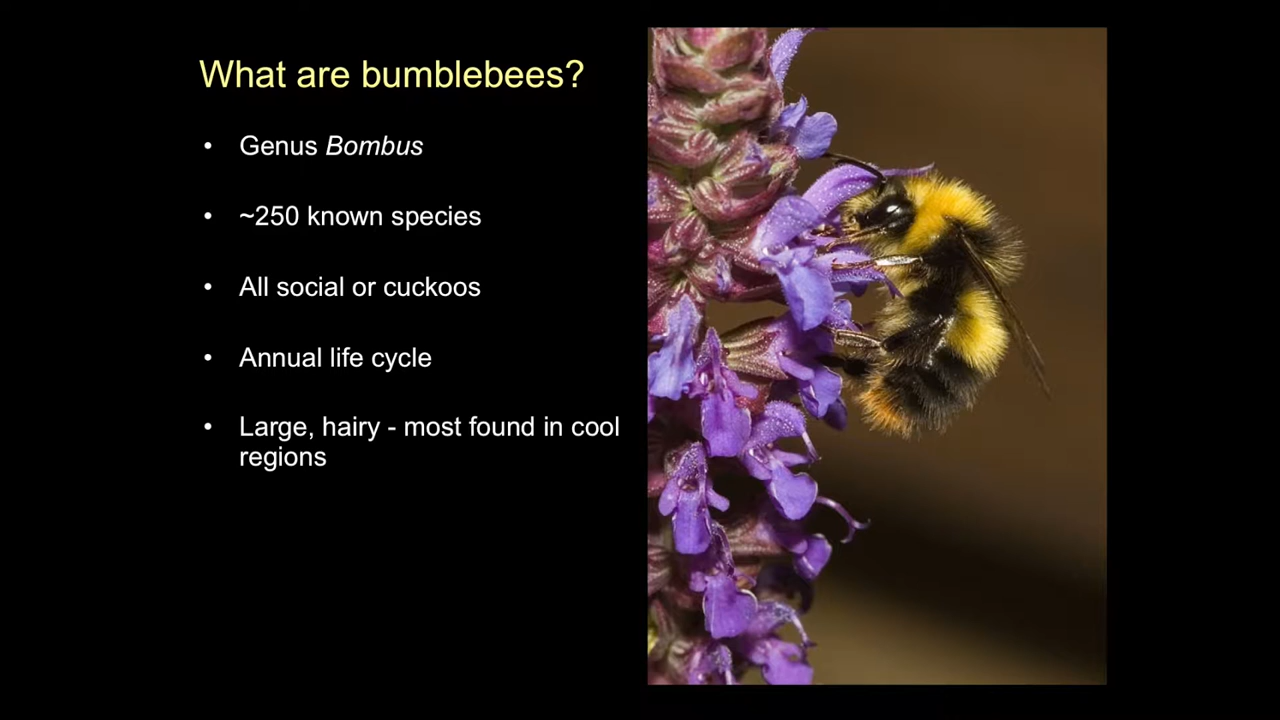 What are bumblebees?
• Genus Bombus
• ~250 known species
• All social or cuckoos
• Annual life cycle
• Large, hairy - most found in cool
regions